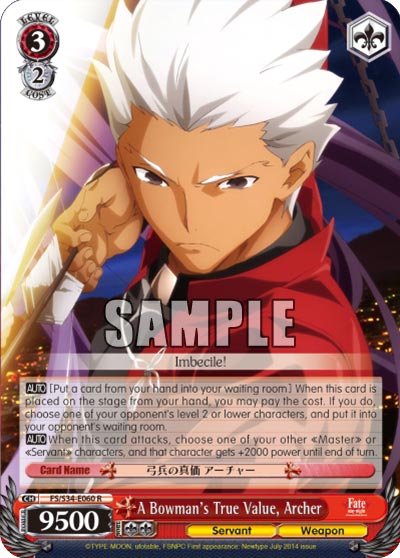 LEVEL
3
2
COST
SAMPLE
Imbecile!
AUTO [Put a card from your hand into your waiting room] When this card is
placed on the stage from your hand, you may pay the cost. If you do,
choose one of your opponent's level 2 or lower characters, and put it into
your opponent's waiting room.
AUTO When this card attacks, choose one of your other «Master» or
«Servant» characters, and that character gets +2000 power until end of turn.
Card Name 弓兵の真価 アーチャー
CH FS/S34-E060 R
POWER 9500 SOUL A Bowman's True Value, Archer Fate
stay night
Servant Weapon
©TYPE-MOON, ufotable, FSNPC First appearance: Newtype July 2014 issue